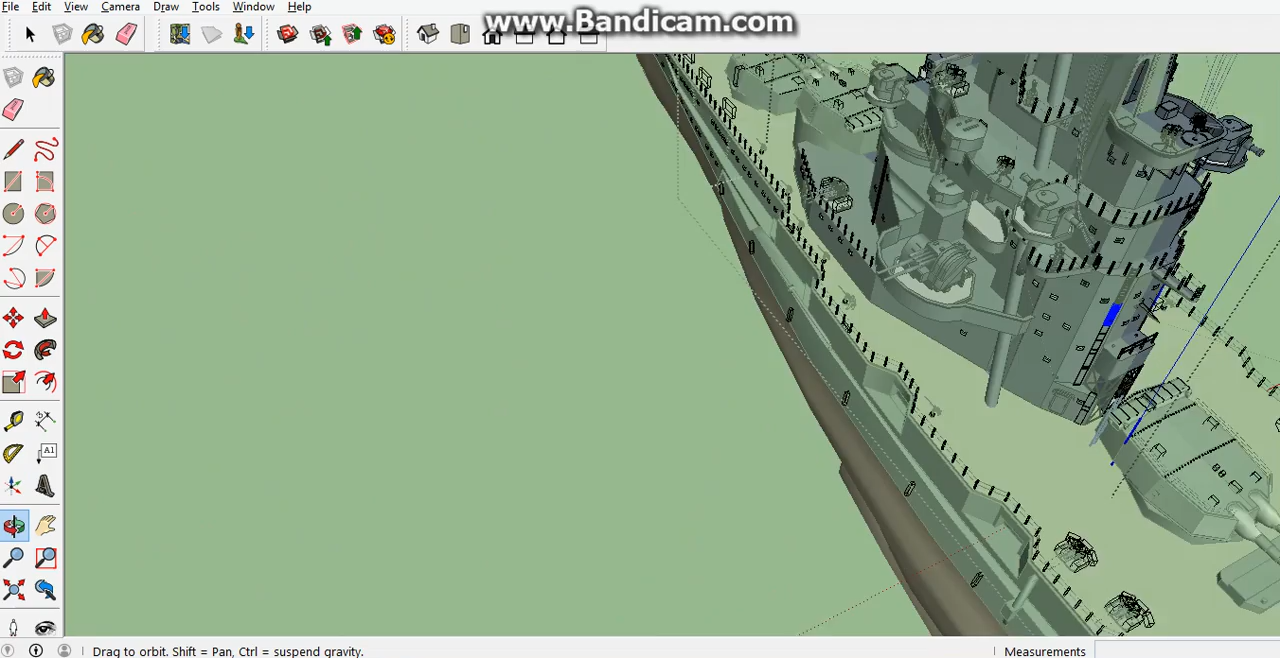 File Edit View Camera Draw Tools Window Help
www.Bandicam.com
A1
Drag to orbit. Shift = Pan, Ctrl = suspend gravity.
Measurements